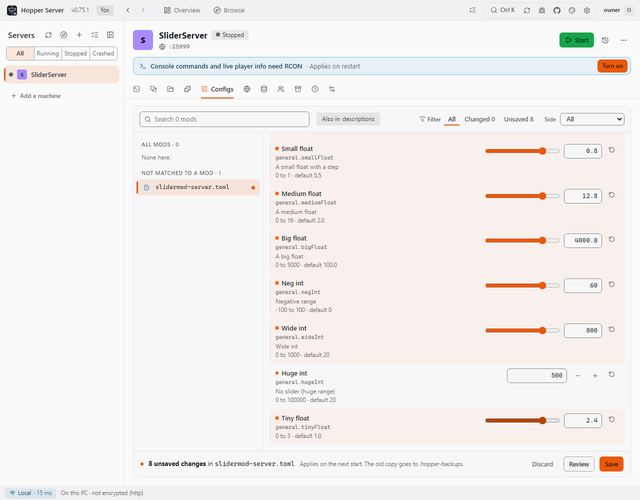 Hopper Server v0.75.1 fox Overview Browse Ctrl K owner O
Servers
All Running Stopped Crashed
S SliderServer
+ Add a machine
S SliderServer Stopped
:25999
Start
Console commands and live player info need RCON · Applies on restart Turn on
Configs
Search 0 mods Also in descriptions Filter All Changed 0 Unsaved 8 Side All
ALL MODS · 0
None here.
NOT MATCHED TO A MOD · 1
slidermod-server.toml
Small float
general.smallFloat
A small float with a step
0 to 1 · default 0.5
0.8
Medium float
general.mediumFloat
A medium float
0 to 16 · default 2.0
12.8
Big float
general.bigFloat
A big float
0 to 5000 · default 100.0
4000.0
Neg int
general.negInt
Negative range
-100 to 100 · default 0
60
Wide int
general.wideInt
Wide int
0 to 1000 · default 20
800
Huge int
general.hugeInt
No slider (huge range)
0 to 100000 · default 20
500 − +
Tiny float
general.tinyFloat
0 to 3 · default 1.0
2.4
8 unsaved changes in slidermod-server.toml Applies on the next start. The old copy goes to .hopper-backups. Discard Review Save
Local · 15 ms On this PC · not encrypted (http)